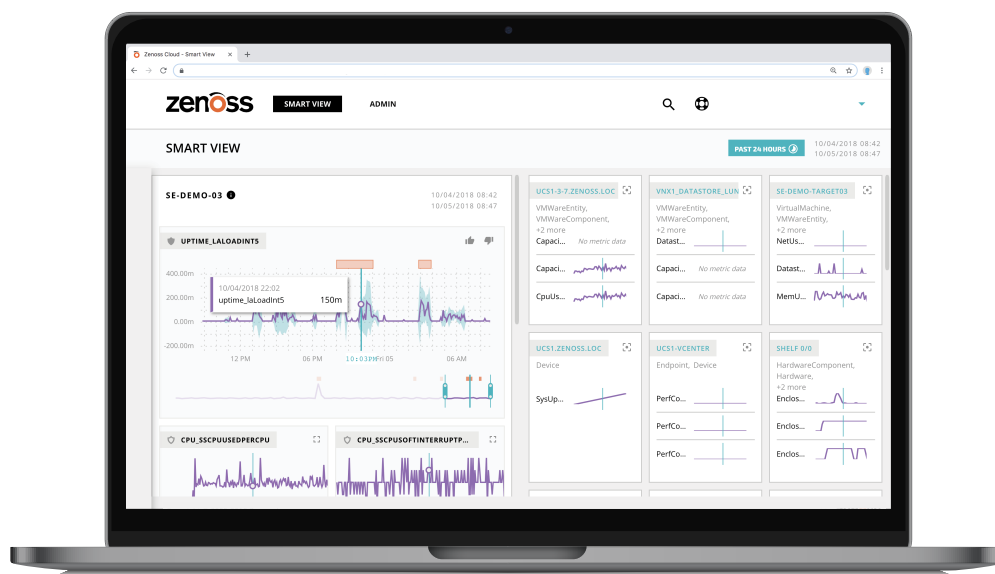 Zenoss Cloud - Smart View
zenoss
SMART VIEW
ADMIN
SMART VIEW
PAST 24 HOURS
10/04/2018 08:42
10/05/2018 08:47
SE-DEMO-03
10/04/2018 08:42
10/05/2018 08:47
UPTIME_LALOADINT5
400.00m
200.00m
0.00m
-200.00m
10/04/2018 22:02
uptime_laLoadInt5 150m
12 PM
06 PM
10:03PM
Fri 05
06 AM
CPU_SSCPUUSEDPERCPU
CPU_SSCPUSOFTINTERRUPTP...
UCS1-3-7.ZENOSS.LOC
VMWareEntity,
VMWareComponent,
+2 more
Capaci... No metric data
Capaci...
CpuUs...
VNX1_DATASTORE_LUN
VMWareEntity,
VMWareComponent,
+2 more
Datast...
Capaci... No metric data
Capaci... No metric data
SE-DEMO-TARGET03
VirtualMachine,
VMWareEntity,
+2 more
NetUs...
Datast...
MemU...
UCS1.ZENOSS.LOC
Device
SysUp...
UCS1-VCENTER
Endpoint, Device
PerfCo...
PerfCo...
PerfCo...
SHELF 0/0
HardwareComponent,
Hardware,
+2 more
Enclos...
Enclos...
Enclos...